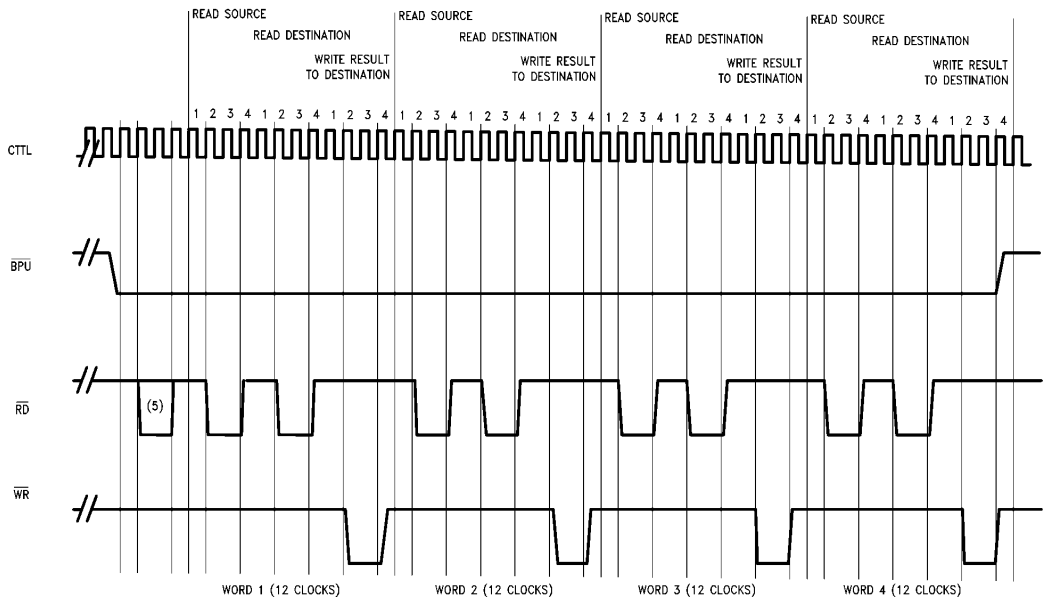 READ SOURCE READ SOURCE READ SOURCE READ SOURCE
READ DESTINATION READ DESTINATION READ DESTINATION READ DESTINATION
WRITE RESULT WRITE RESULT WRITE RESULT WRITE RESULT
TO DESTINATION TO DESTINATION TO DESTINATION TO DESTINATION
1 2 3 4 1 2 3 4 1 2 3 4 1 2 3 4 1 2 3 4 1 2 3 4 1 2 3 4 1 2 3 4 1 2 3 4 1 2 3 4 1 2 3 4 1 2 3 4
CTTL
BPU
RD
(5)
WR
WORD 1 (12 CLOCKS) WORD 2 (12 CLOCKS) WORD 3 (12 CLOCKS) WORD 4 (12 CLOCKS)